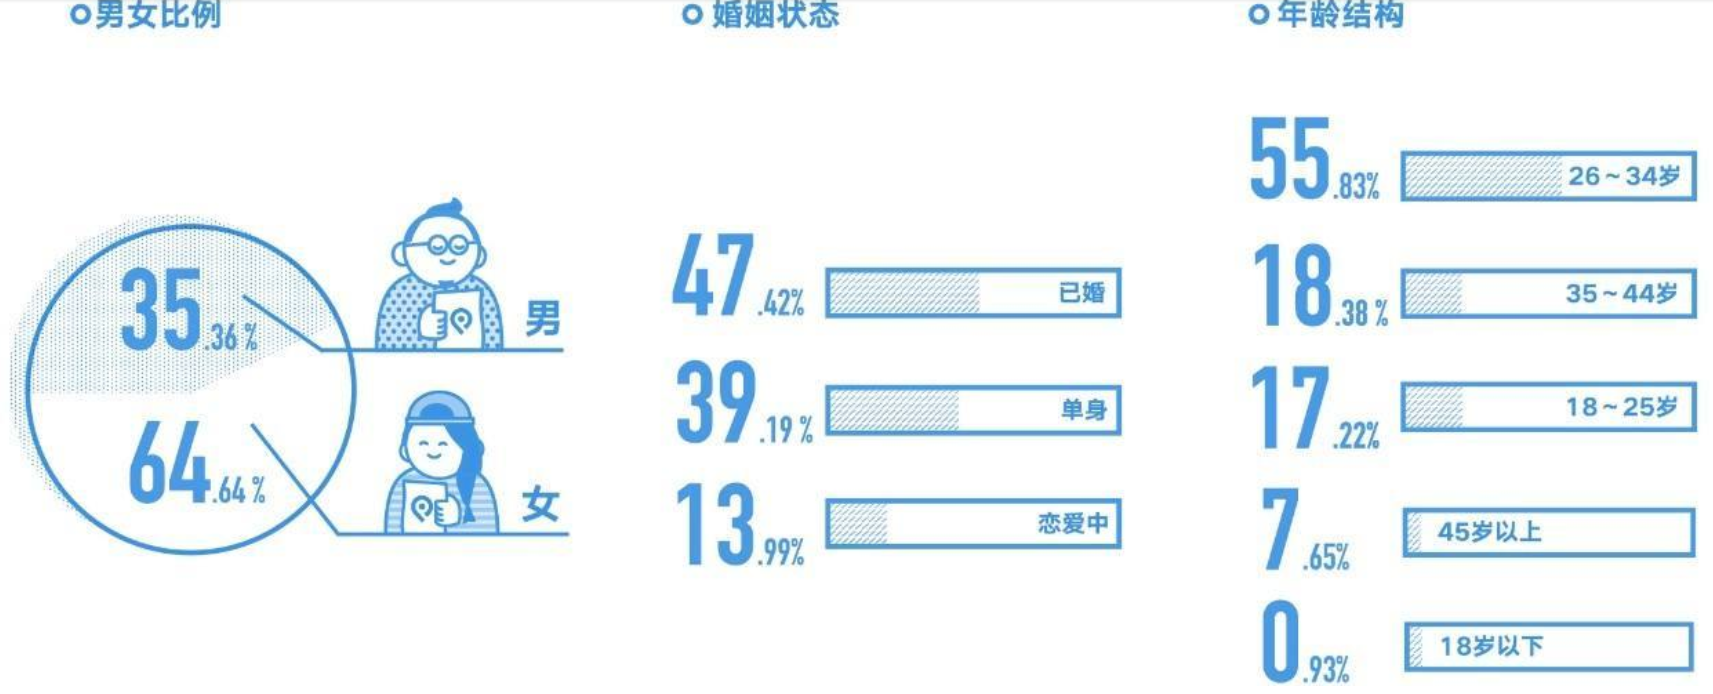 男女比例
35.36%
男
64.64%
女
婚姻状态
47.42%
已婚
39.19%
单身
13.99%
恋爱中
年龄结构
55.83%
26~34岁
18.38%
35~44岁
17.22%
18~25岁
7.65%
45岁以上
0.93%
18岁以下